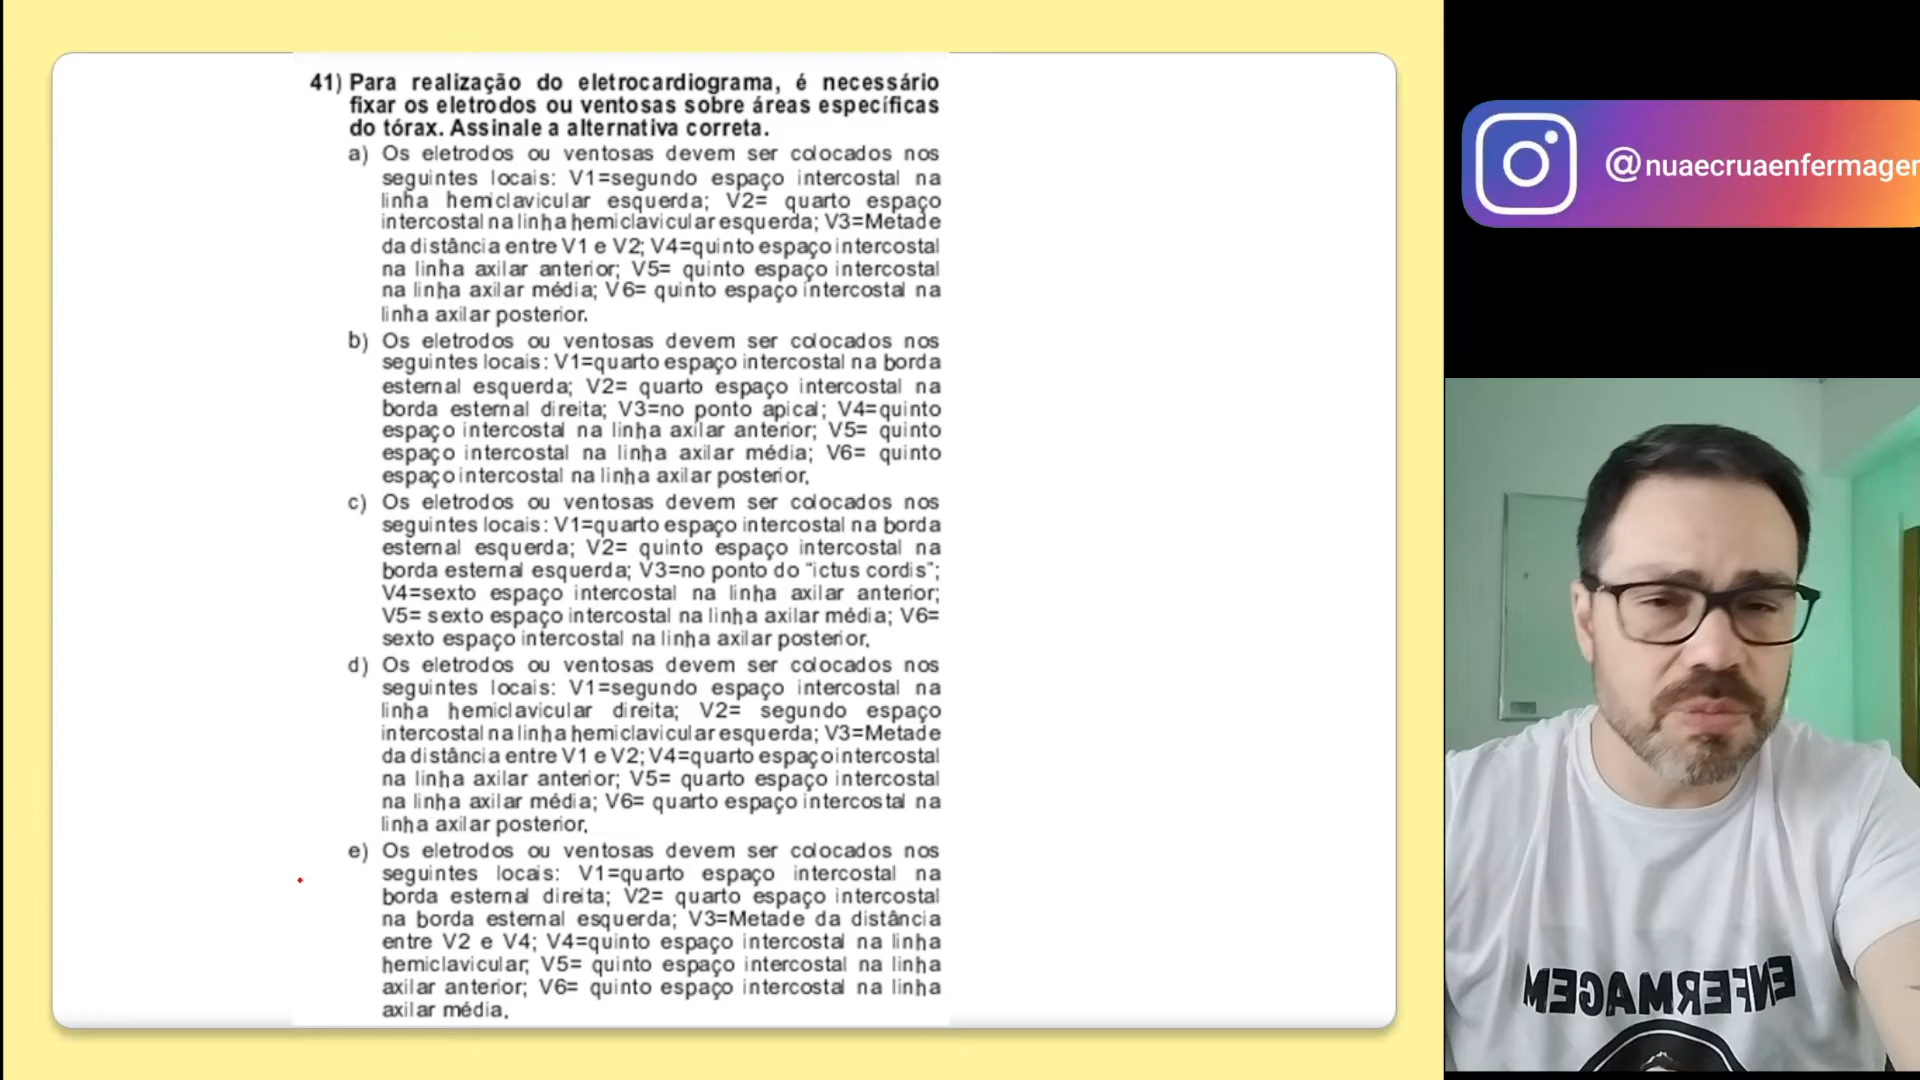 41) Para realização do eletrocardiograma, é necessário
fixar os eletrodos ou ventosas sobre áreas específicas
do tórax. Assinale a alternativa correta.
a) Os eletrodos ou ventosas devem ser colocados nos
seguintes locais: V1=segundo espaço intercostal na
linha hemiclavicular esquerda; V2= quarto espaço
intercostal na linha hemiclavicular esquerda; V3=Metade
da distância entre V1 e V2; V4=quinto espaço intercostal
na linha axilar anterior; V5= quinto espaço intercostal
na linha axilar média; V6= quinto espaço intercostal na
linha axilar posterior.
b) Os eletrodos ou ventosas devem ser colocados nos
seguintes locais: V1=quarto espaço intercostal na borda
esternal esquerda; V2= quarto espaço intercostal na
borda esternal direita; V3=no ponto apical; V4=quinto
espaço intercostal na linha axilar anterior; V5= quinto
espaço intercostal na linha axilar média; V6= quinto
espaço intercostal na linha axilar posterior.
c) Os eletrodos ou ventosas devem ser colocados nos
seguintes locais: V1=quarto espaço intercostal na borda
esternal esquerda; V2= quinto espaço intercostal na
borda esternal esquerda; V3=no ponto do "ictus cordis";
V4=sexto espaço intercostal na linha axilar anterior;
V5= sexto espaço intercostal na linha axilar média; V6=
sexto espaço intercostal na linha axilar posterior.
d) Os eletrodos ou ventosas devem ser colocados nos
seguintes locais: V1=segundo espaço intercostal na
linha hemiclavicular direita; V2= segundo espaço
intercostal na linha hemiclavicular esquerda; V3=Metade
da distância entre V1 e V2; V4=quarto espaço intercostal
na linha axilar anterior; V5= quarto espaço intercostal
na linha axilar média; V6= quarto espaço intercostal na
linha axilar posterior.
e) Os eletrodos ou ventosas devem ser colocados nos
seguintes locais: V1=quarto espaço intercostal na
borda esternal direita; V2= quarto espaço intercostal
na borda esternal esquerda; V3=Metade da distância
entre V2 e V4; V4=quinto espaço intercostal na linha
hemiclavicular; V5= quinto espaço intercostal na linha
axilar anterior; V6= quinto espaço intercostal na linha
axilar média.
@nuaecruaenfermagem
ENFERMAGEM